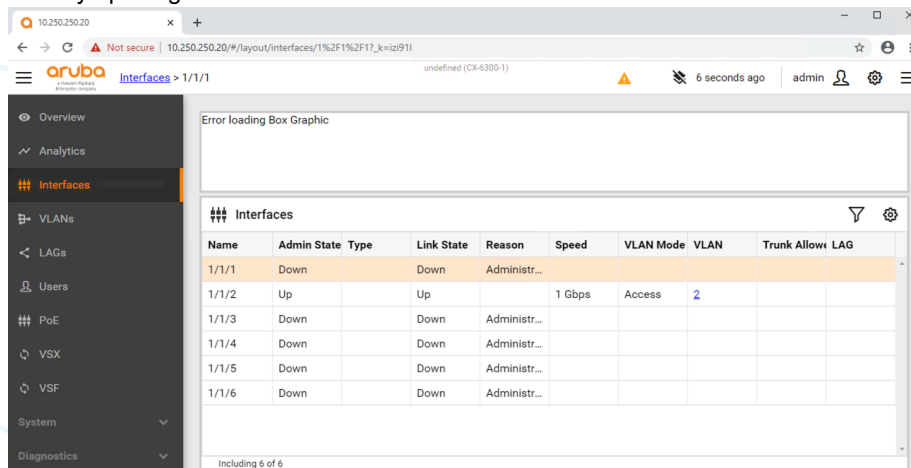 10.250.250.20
Not secure | 10.250.250.20/#/layout/interfaces/1%2F1%2F1?_k=izi91l
aruba
a Hewlett Packard
Enterprise company
Interfaces > 1/1/1
undefined (CX-6300-1)
6 seconds ago
admin
Overview
Analytics
Interfaces
VLANs
LAGs
Users
PoE
VSX
VSF
System
Diagnostics
Error loading Box Graphic
Interfaces
Name Admin State Type Link State Reason Speed VLAN Mode VLAN Trunk Allowe LAG
1/1/1 Down Down Administr...
1/1/2 Up Up 1 Gbps Access 2
1/1/3 Down Down Administr...
1/1/4 Down Down Administr...
1/1/5 Down Down Administr...
1/1/6 Down Down Administr...
Including 6 of 6